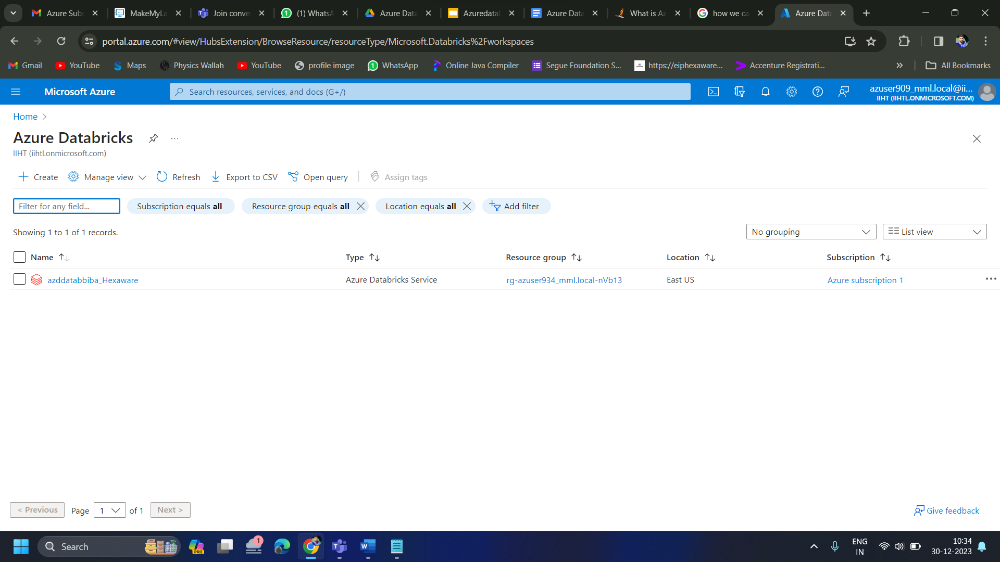 Azure Subs
MakeMyLa
Join conve
(1) WhatsA
Azure Data
Azuredatab
Azure Data
What is Az
how we ca
Azure Data
portal.azure.com/#view/HubsExtension/BrowseResource/resourceType/Microsoft.Databricks%2Fworkspaces
Gmail YouTube Maps Physics Wallah YouTube profile image WhatsApp Online Java Compiler Segue Foundation S... https://eiphexaware... Accenture Registrati... » All Bookmarks
Microsoft Azure
Search resources, services, and docs (G+/)
azuser909_mml.local@ii...
IIHT (IIHTL.ONMICROSOFT.COM)
Home >
Azure Databricks ...
IIHT (iihtl.onmicrosoft.com)
+ Create Manage view Refresh Export to CSV Open query Assign tags
Filter for any field... Subscription equals all Resource group equals all Location equals all Add filter
Showing 1 to 1 of 1 records.
No grouping
List view
Name ↑↓ Type ↑↓ Resource group ↑↓ Location ↑↓ Subscription ↑↓
azddatabbiba_Hexaware Azure Databricks Service rg-azuser934_mml.local-nVb13 East US Azure subscription 1 ...
< Previous Page 1 of 1 Next >
Give feedback
Search
PRE
1
ENG
IN
10:34
30-12-2023